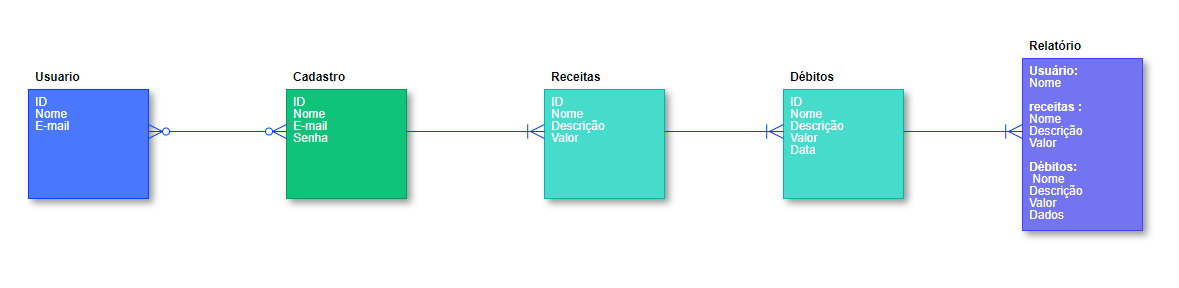 Usuario
ID
Nome
E-mail
Cadastro
ID
Nome
E-mail
Senha
Receitas
ID
Nome
Descrição
Valor
Débitos
ID
Nome
Descrição
Valor
Data
Relatório
Usuário:
Nome
receitas :
Nome
Descrição
Valor
Débitos:
Nome
Descrição
Valor
Dados